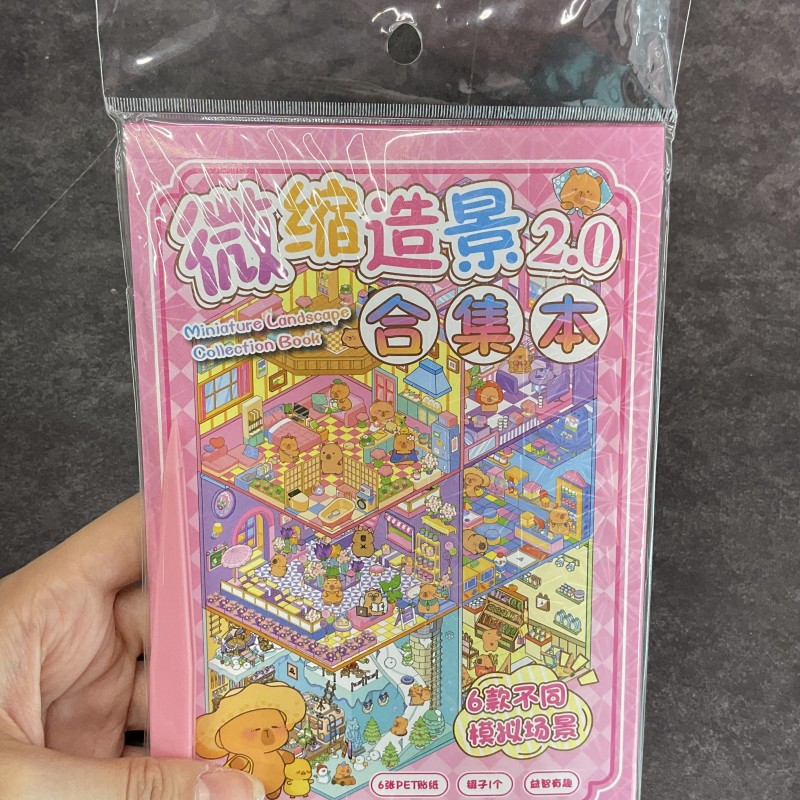 微缩造景2.0
Miniature Landscape
Collection Book
合集本
6款不同
模拟场景
6张PET贴纸
镊子1个
益智有趣